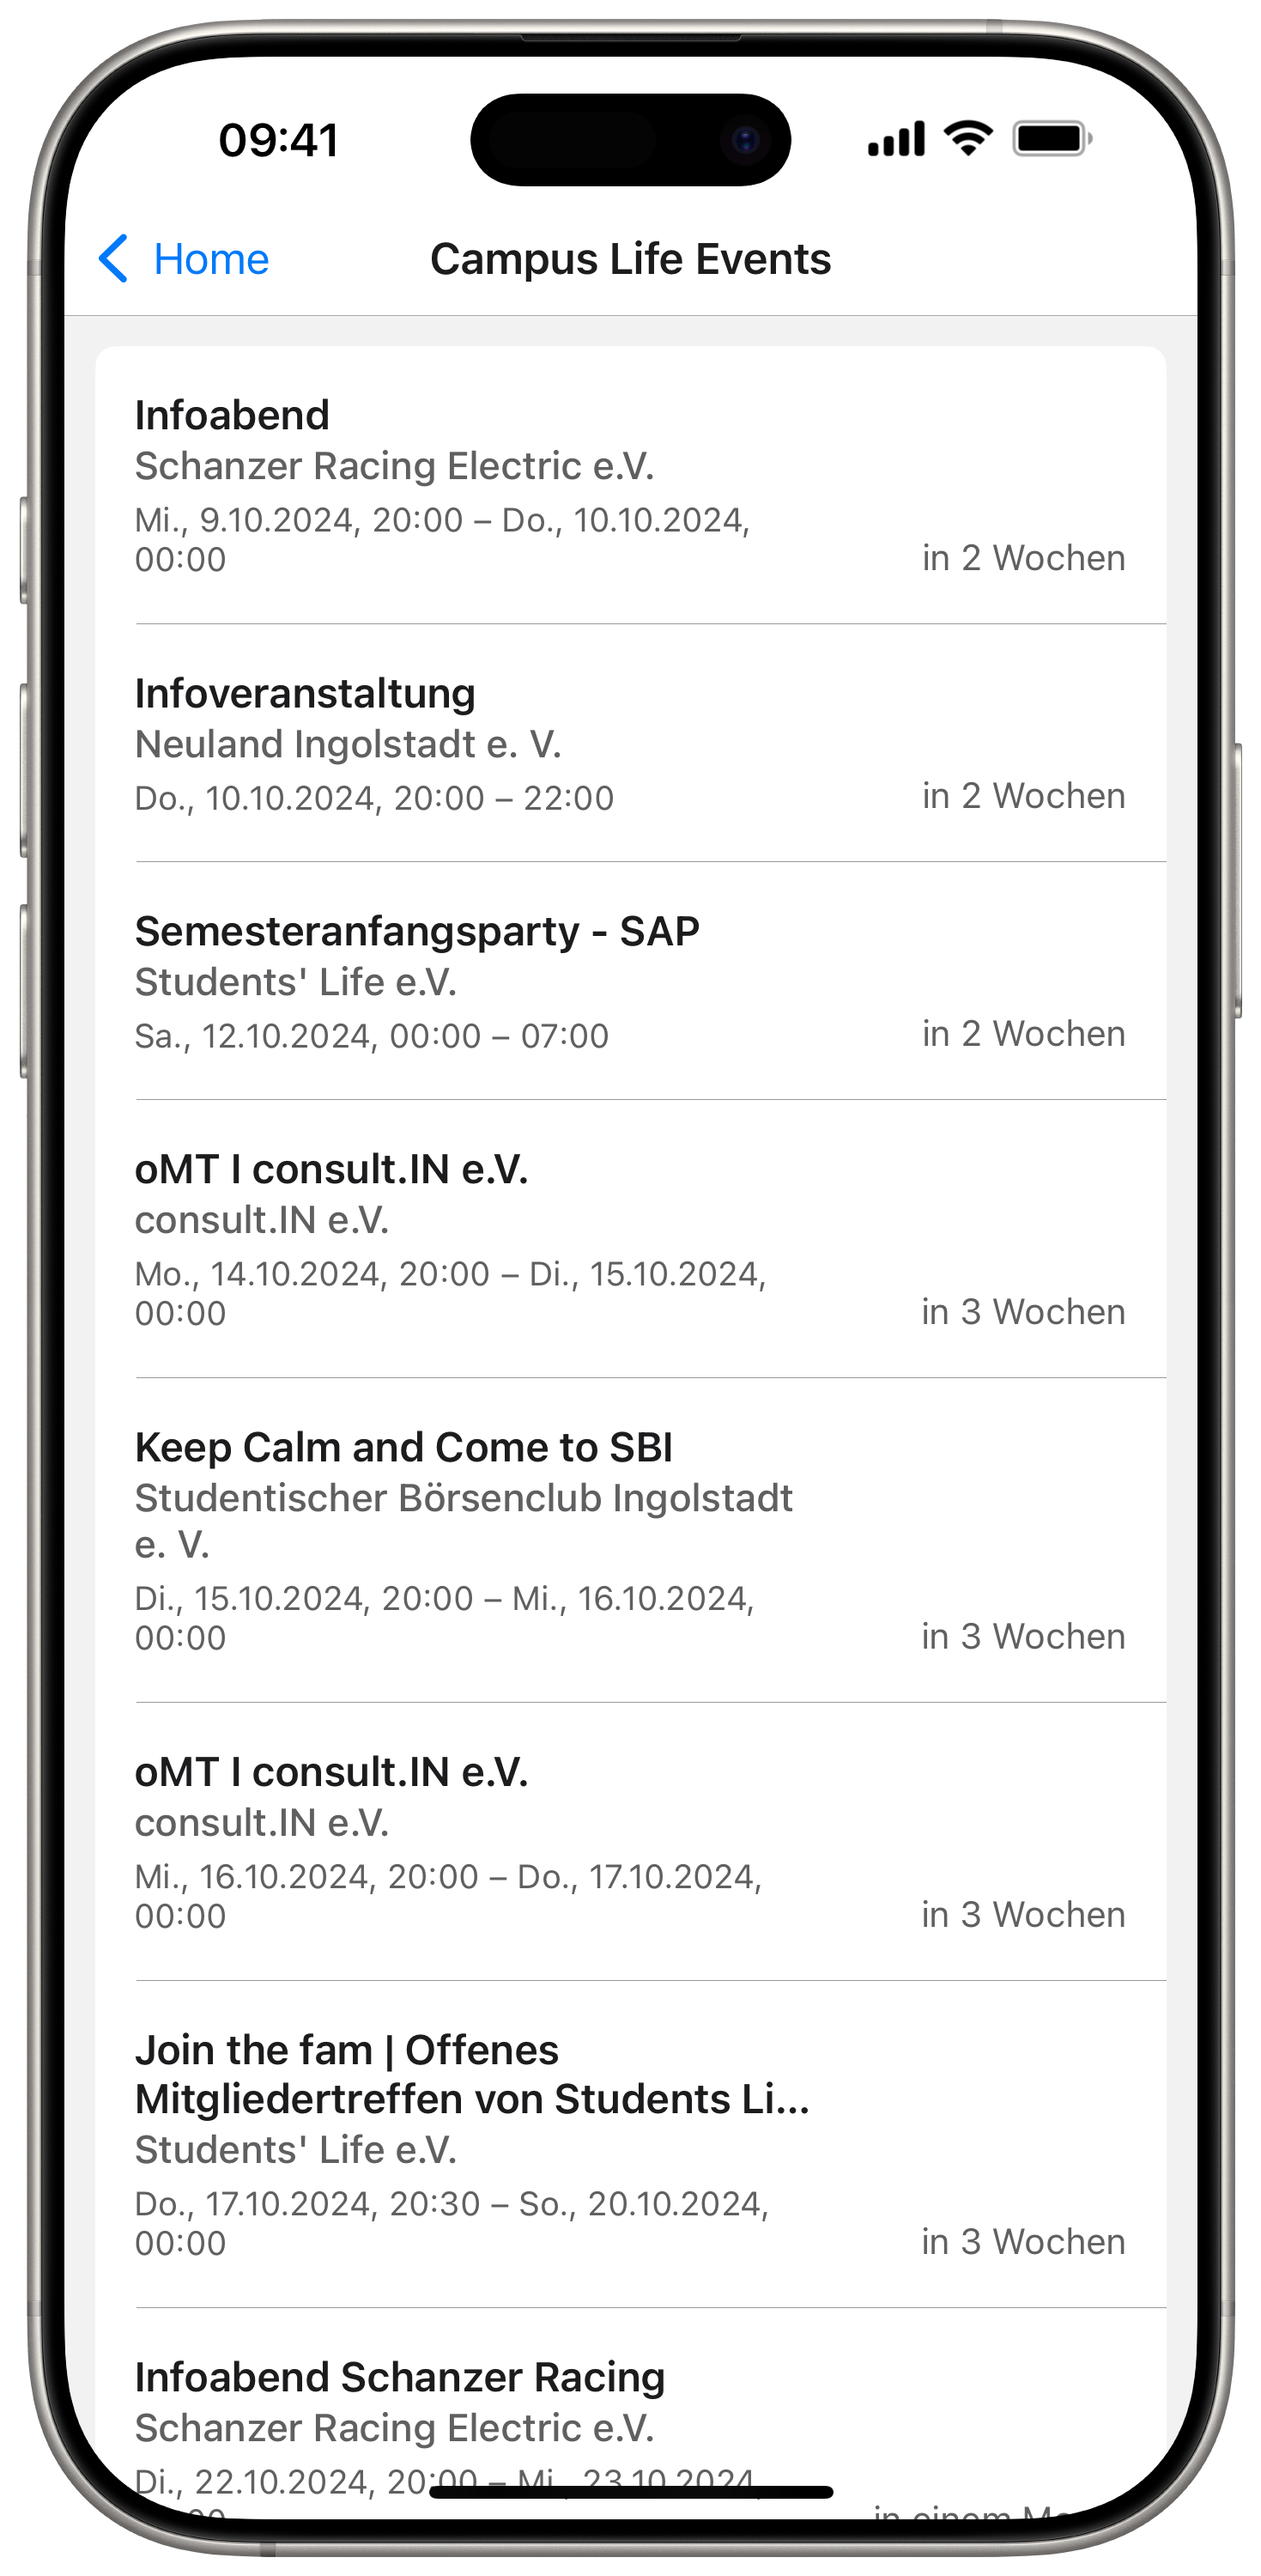 09:41
Home
Campus Life Events
Infoabend
Schanzer Racing Electric e.V.
Mi., 9.10.2024, 20:00 – Do., 10.10.2024,
00:00
in 2 Wochen
Infoveranstaltung
Neuland Ingolstadt e. V.
Do., 10.10.2024, 20:00 – 22:00
in 2 Wochen
Semesteranfangsparty - SAP
Students' Life e.V.
Sa., 12.10.2024, 00:00 – 07:00
in 2 Wochen
oMT I consult.IN e.V.
consult.IN e.V.
Mo., 14.10.2024, 20:00 – Di., 15.10.2024,
00:00
in 3 Wochen
Keep Calm and Come to SBI
Studentischer Börsenclub Ingolstadt
e. V.
Di., 15.10.2024, 20:00 – Mi., 16.10.2024,
00:00
in 3 Wochen
oMT I consult.IN e.V.
consult.IN e.V.
Mi., 16.10.2024, 20:00 – Do., 17.10.2024,
00:00
in 3 Wochen
Join the fam | Offenes
Mitgliedertreffen von Students Li...
Students' Life e.V.
Do., 17.10.2024, 20:30 – So., 20.10.2024,
00:00
in 3 Wochen
Infoabend Schanzer Racing
Schanzer Racing Electric e.V.
Di., 22.10.2024, 20:00 – Mi., 23.10.2024,
in einem